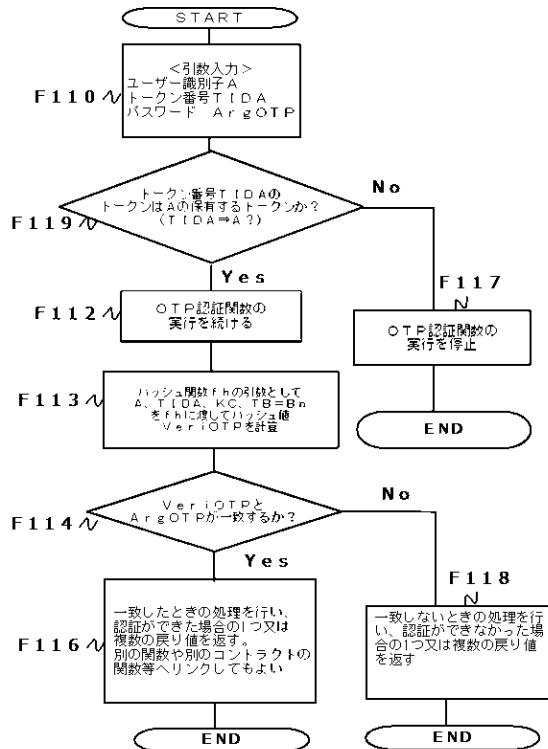 START
F110
<引数入力>
ユーザー識別子A
トークン番号TIDA
パスワード ArgOTP
F119
トークン番号TIDAの
トークンはAの保有するトークンか?
(TIDA⇒A?)
No
Yes
F112
OTP認証関数の
実行を続ける
F117
OTP認証関数の
実行を停止
END
F113
ハッシュ関数fhの引数として
A、TIDA、KC、TB=Bn
をfhに渡してハッシュ値
VeriOTPを計算
F114
VeriOTPと
ArgOTPが一致するか?
No
Yes
F116
一致したときの処理を行い、
認証ができた場合の1つ又は
複数の戻り値を返す。
別の関数や別のコントラクトの
関数等へリンクしてもよい
END
F118
一致しないときの処理を行
い、認証ができなかった場
合の1つ又は複数の戻り値
を返す
END